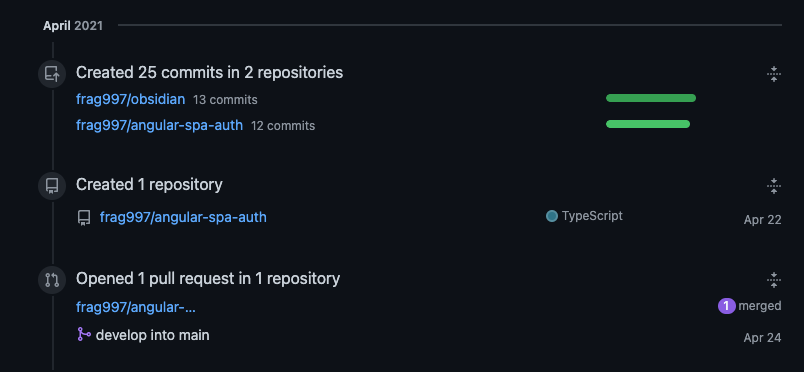 April 2021
Created 25 commits in 2 repositories
frag997/obsidian 13 commits
frag997/angular-spa-auth 12 commits
Created 1 repository
frag997/angular-spa-auth TypeScript Apr 22
Opened 1 pull request in 1 repository
frag997/angular-... 1 merged
develop into main Apr 24